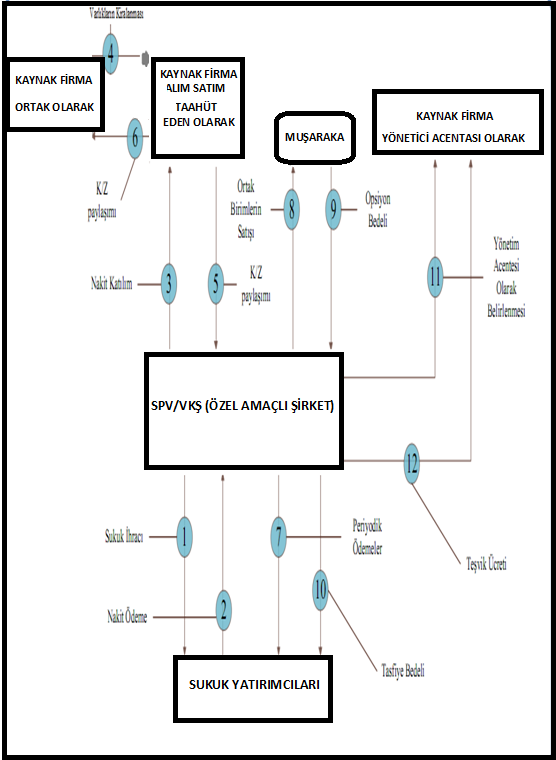 Varlıkların Kiralanması
4
KAYNAK FİRMA
ORTAK OLARAK
KAYNAK FİRMA
ALIM SATIM
TAAHÜT
EDEN OLARAK
6
K/Z
paylaşımı
MUŞARAKA
KAYNAK FİRMA
YÖNETİCİ ACENTASI OLARAK
Nakit Katılım
3
5
K/Z
paylaşımı
Ortak
Birimlerin
Satışı
8
9
Opsiyon
Bedeli
11
Yönetim
Acentesi
Olarak
Belirlenmesi
SPV/VKŞ (ÖZEL AMAÇLI ŞİRKET)
12
Teşvik Ücreti
Sukuk İhracı
1
Nakit Ödeme
2
7
Periyodik
Ödemeler
10
Tasfiye Bedeli
SUKUK YATIRIMCILARI